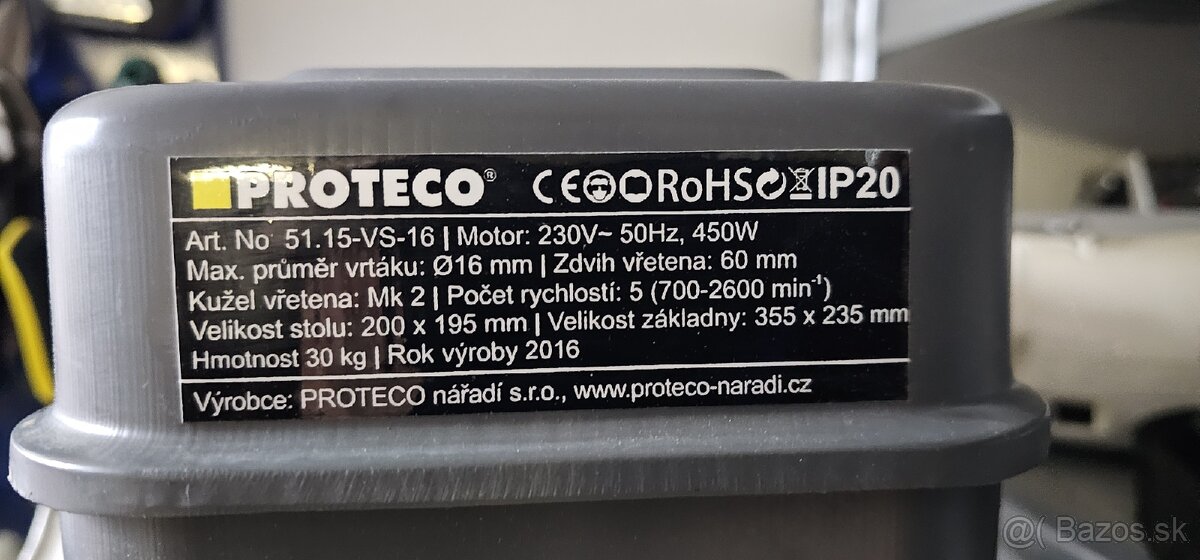 PROTECO® CE RoHS IP20
Art. No 51.15-VS-16 | Motor: 230V~ 50Hz, 450W
Max. průměr vrtáku: Ø16 mm | Zdvih vřetena: 60 mm
Kužel vřetena: Mk 2 | Počet rychlostí: 5 (700-2600 min⁻¹)
Velikost stolu: 200 x 195 mm | Velikost základny: 355 x 235 mm
Hmotnost 30 kg | Rok výroby 2016
Výrobce: PROTECO nářadí s.r.o., www.proteco-naradi.cz
@( Bazos.sk